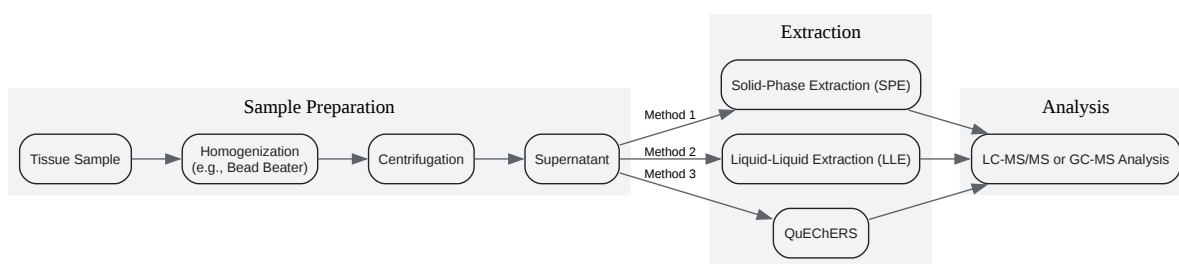 Extraction
Solid-Phase Extraction (SPE)
Sample Preparation
Analysis
Method 1
Tissue Sample
Homogenization
(e.g., Bead Beater)
Centrifugation
Supernatant
Method 2
Liquid-Liquid Extraction (LLE)
LC-MS/MS or GC-MS Analysis
Method 3
QuEChERS